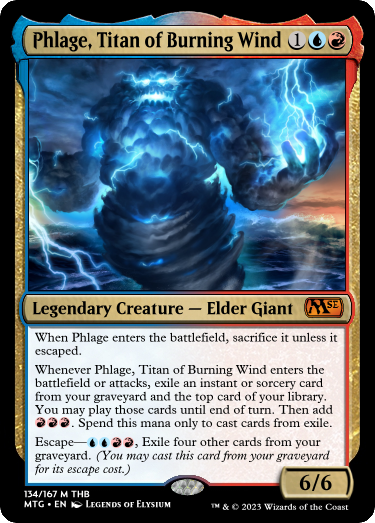 Phlage, Titan of Burning Wind 1
Legendary Creature — Elder Giant MSE
When Phlage enters the battlefield, sacrifice it unless it
escaped.
Whenever Phlage, Titan of Burning Wind enters the
battlefield or attacks, exile an instant or sorcery card
from your graveyard and the top card of your library.
You may play those cards until end of turn. Then add
. Spend this mana only to cast cards from exile.
Escape—, Exile four other cards from your
graveyard. (You may cast this card from your graveyard
for its escape cost.)
6/6
134/167 M THB
MTG • EN Legends of Elysium
™ & © 2023 Wizards of the Coast